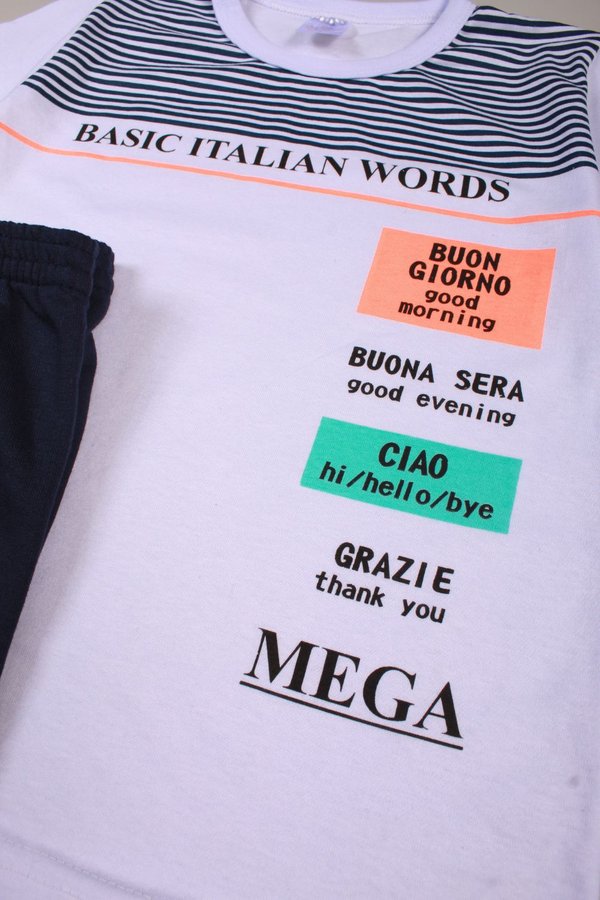 BASIC ITALIAN WORDS
BUON
GIORNO
good
morning
BUONA SERA
good evening
CIAO
hi/hello/bye
GRAZIE
thank you
MEGA